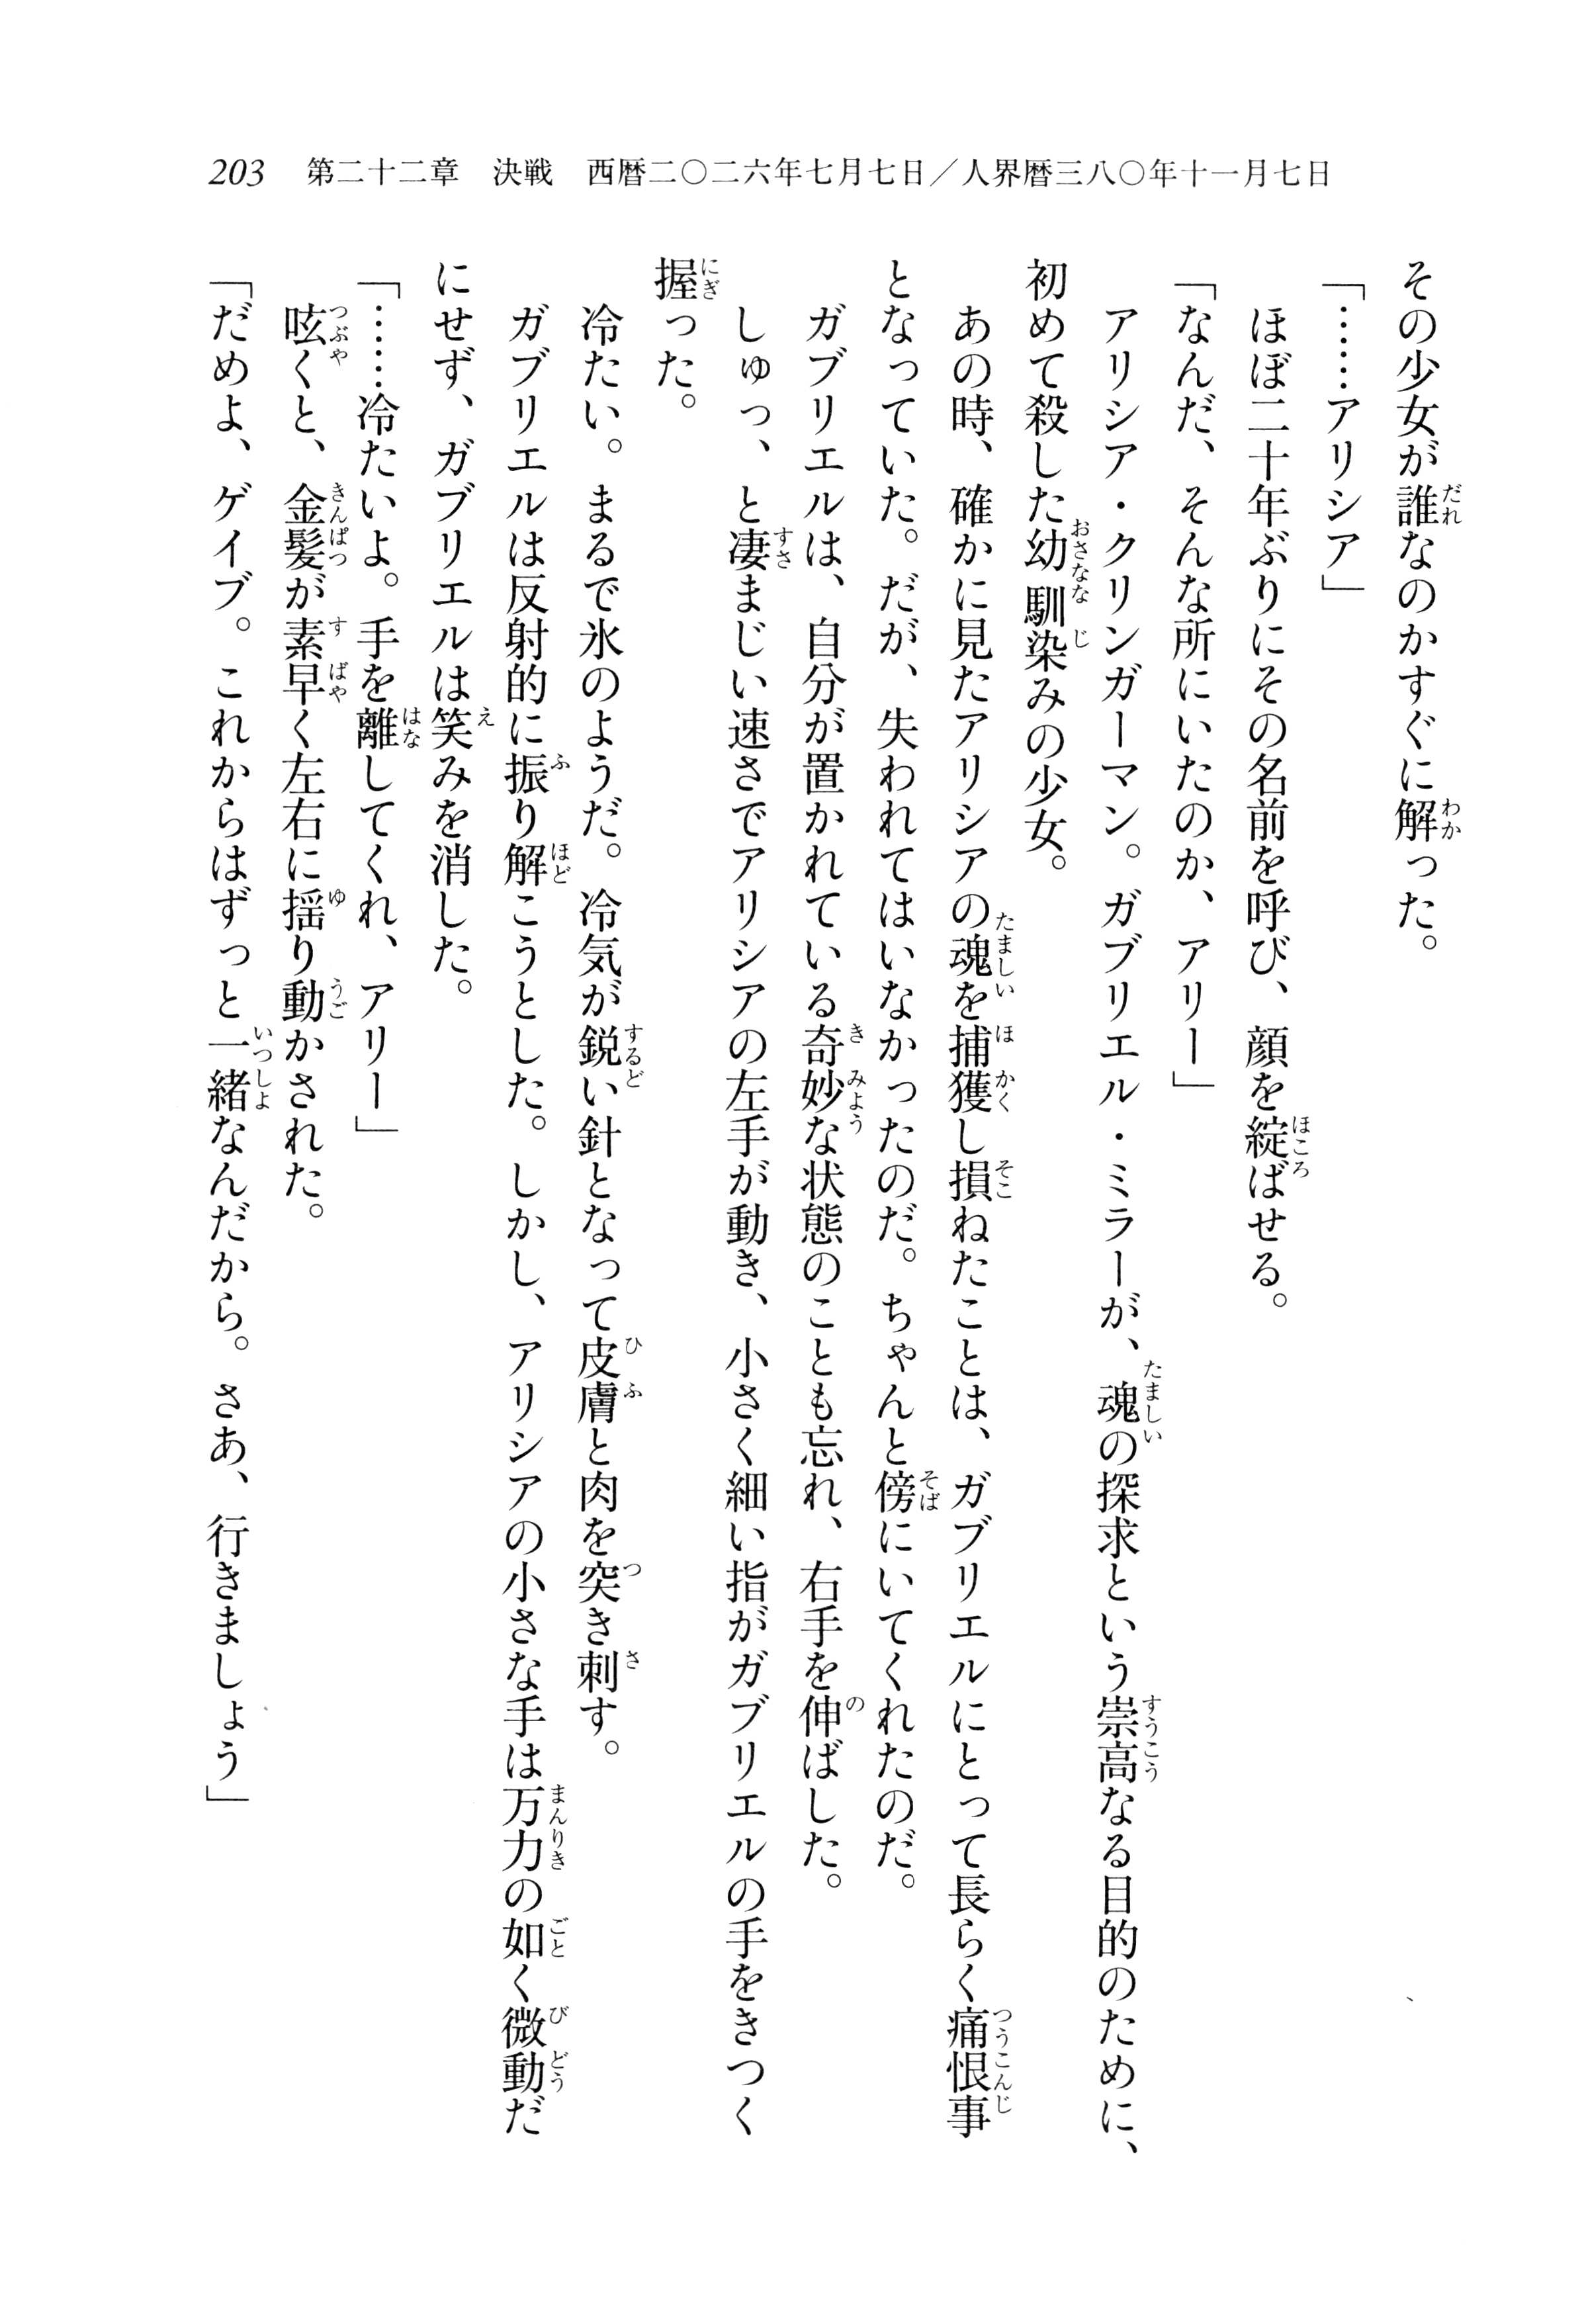 203　第二十二章　決戦　西暦二〇二六年七月七日／人界暦三八〇年十一月七日
その少女が誰なのかすぐに解った。
「……アリシア」
ほぼ二十年ぶりにその名前を呼び、顔を綻ばせる。
「なんだ、そんな所にいたのか、アリー」
アリシア・クリンガーマン。ガブリエル・ミラーが、魂の探求という崇高なる目的のために、
初めて殺した幼馴染みの少女。
あの時、確かに見たアリシアの魂を捕獲し損ねたことは、ガブリエルにとって長らく痛恨事
となっていた。だが、失われてはいなかったのだ。ちゃんと傍にいてくれたのだ。
ガブリエルは、自分が置かれている奇妙な状態のことも忘れ、右手を伸ばした。
しゅっ、と凄まじい速さでアリシアの左手が動き、小さく細い指がガブリエルの手をきつく
握った。
冷たい。まるで氷のようだ。冷気が鋭い針となって皮膚と肉を突き刺す。
ガブリエルは反射的に振り解こうとした。しかし、アリシアの小さな手は万力の如く微動だ
にせず、ガブリエルは笑みを消した。
「……冷たいよ。手を離してくれ、アリー」
呟くと、金髪が素早く左右に揺り動かされた。
「だめよ、ゲイブ。これからはずっと一緒なんだから。さあ、行きましょう」